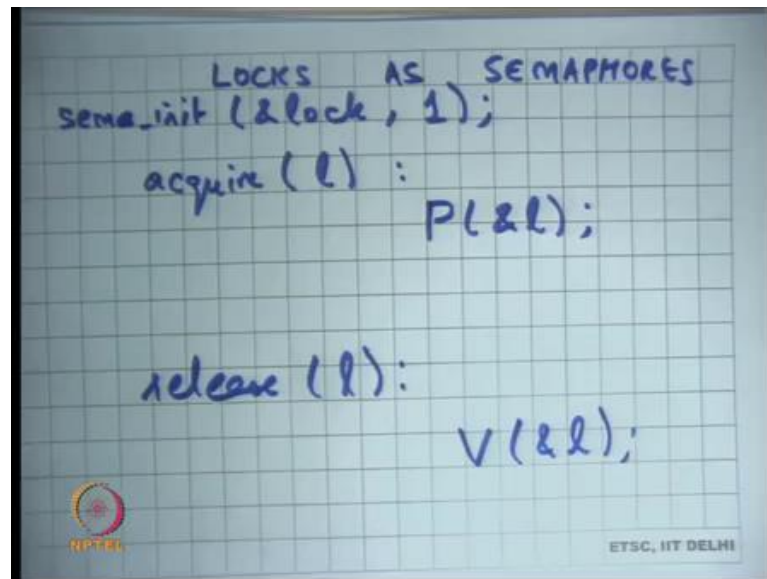 LOCKS AS SEMAPHORES
sema_init (&lock, 1);
acquire (l) :
P(&l);
release (l):
V(&l);
NPTEL
ETSC, IIT DELHI